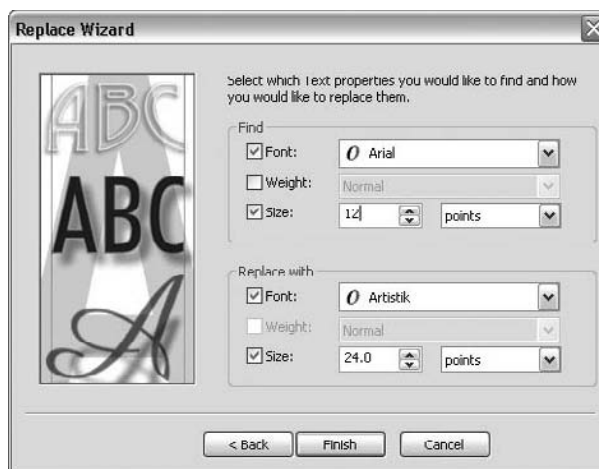 Replace Wizard
ABC
ABC
A
Select which Text properties you would like to find and how
you would like to replace them.
Find
Font: O Arial
Weight: Normal
Size: 12 points
Replace with
Font: O Artistik
Weight: Normal
Size: 24.0 points
< Back Finish Cancel